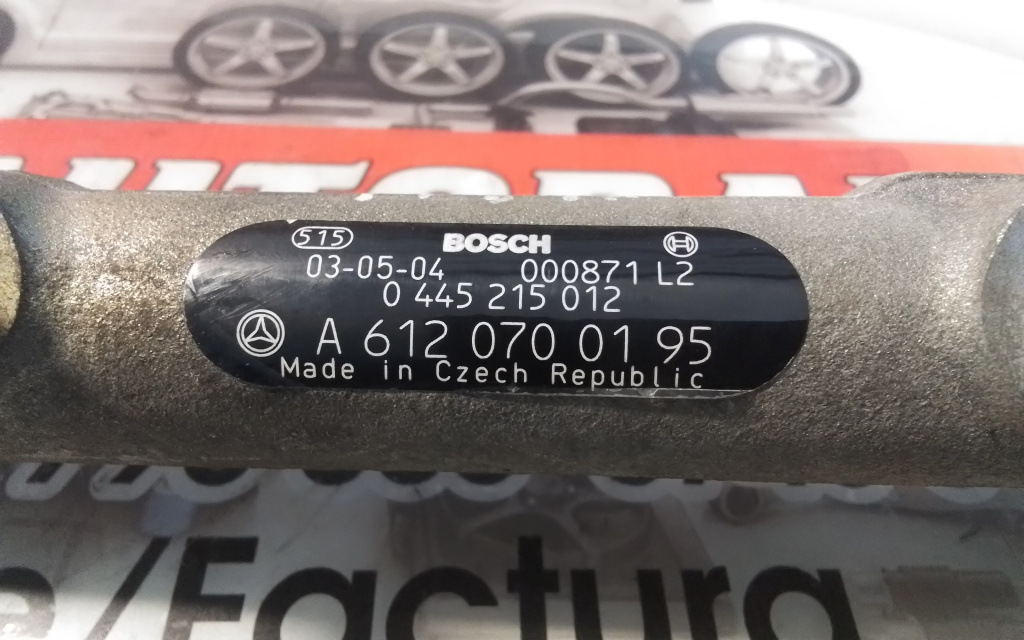 515 BOSCH
03-05-04 000871 L2
0 445 215 012
A 612 070 01 95
Made in Czech Republic
/Factura